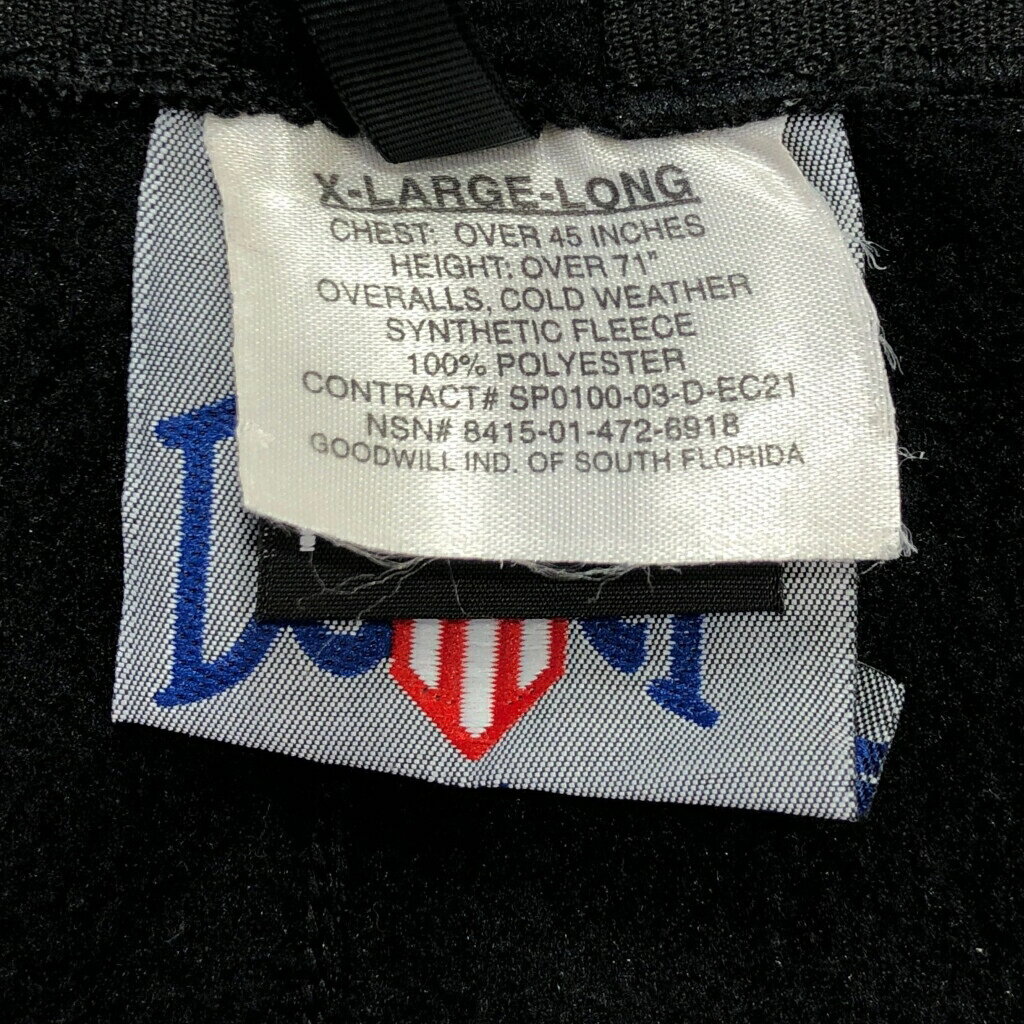 X-LARGE-LONG
CHEST: OVER 45 INCHES
HEIGHT: OVER 71"
OVERALLS, COLD WEATHER
SYNTHETIC FLEECE
100% POLYESTER
CONTRACT# SP0100-03-D-EC21
NSN# 8415-01-472-6918
GOODWILL IND. OF SOUTH FLORIDA